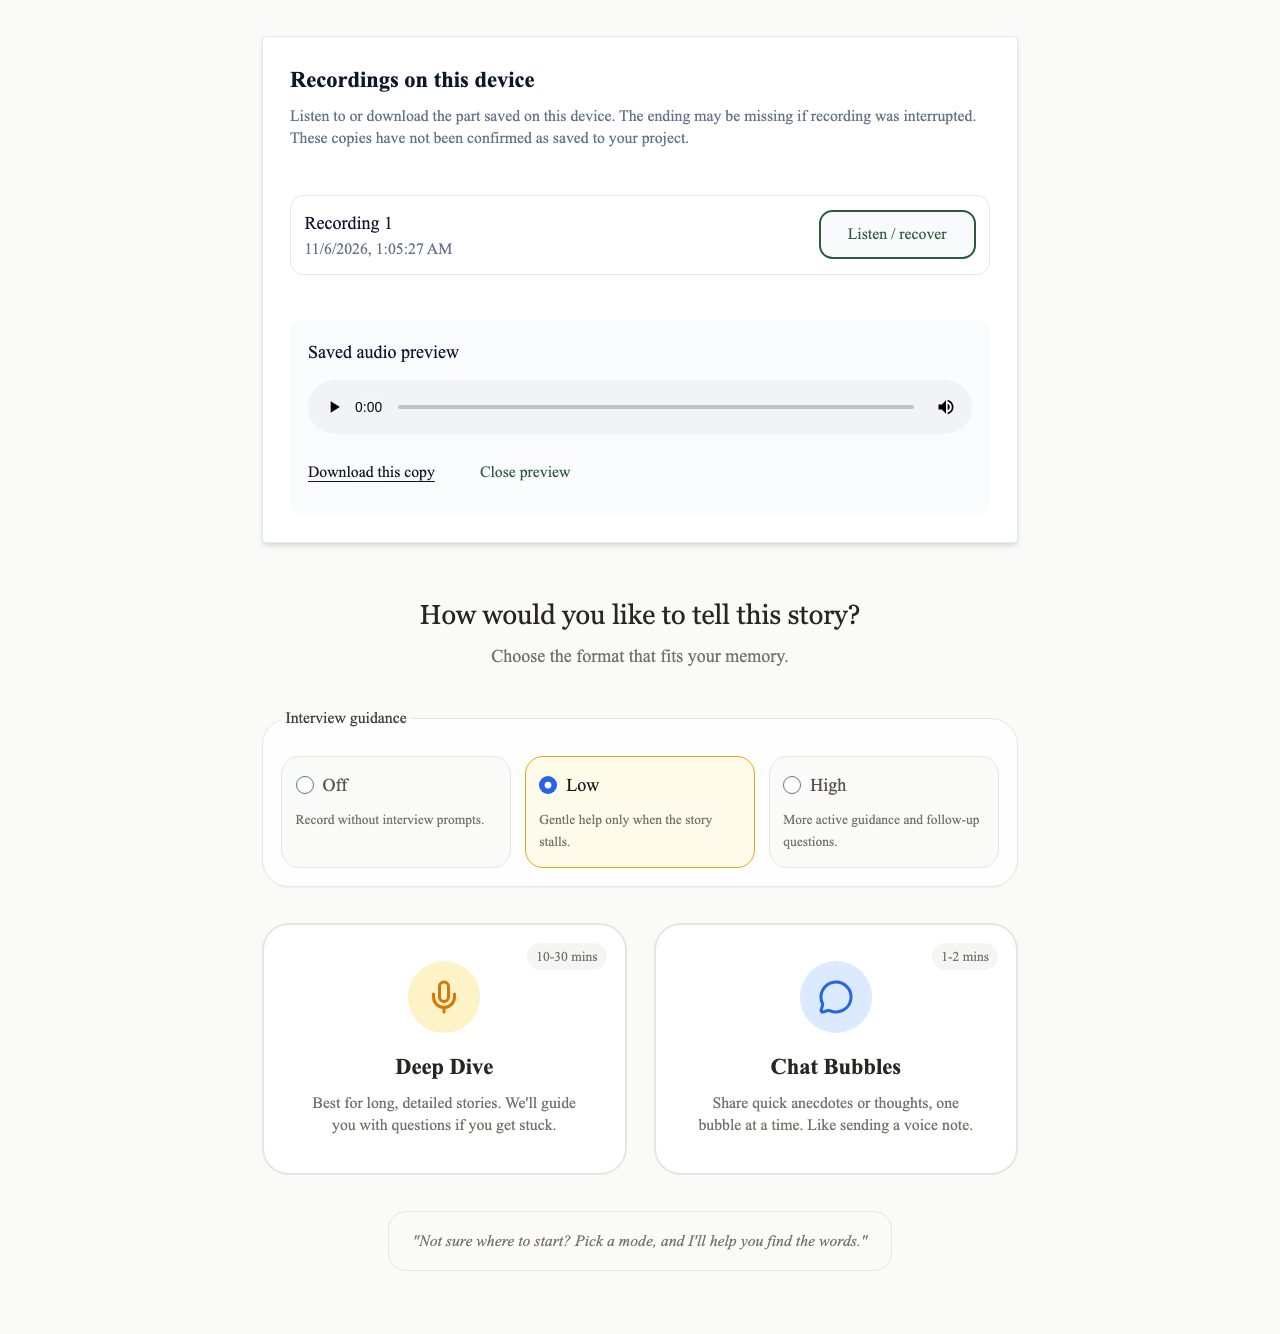 Recordings on this device
Listen to or download the part saved on this device. The ending may be missing if recording was interrupted.
These copies have not been confirmed as saved to your project.
Recording 1
11/6/2026, 1:05:27 AM
Listen / recover
Saved audio preview
0:00
Download this copy
Close preview
How would you like to tell this story?
Choose the format that fits your memory.
Interview guidance
Off
Record without interview prompts.
Low
Gentle help only when the story
stalls.
High
More active guidance and follow-up
questions.
10-30 mins
Deep Dive
Best for long, detailed stories. We'll guide
you with questions if you get stuck.
1-2 mins
Chat Bubbles
Share quick anecdotes or thoughts, one
bubble at a time. Like sending a voice note.
"Not sure where to start? Pick a mode, and I'll help you find the words."